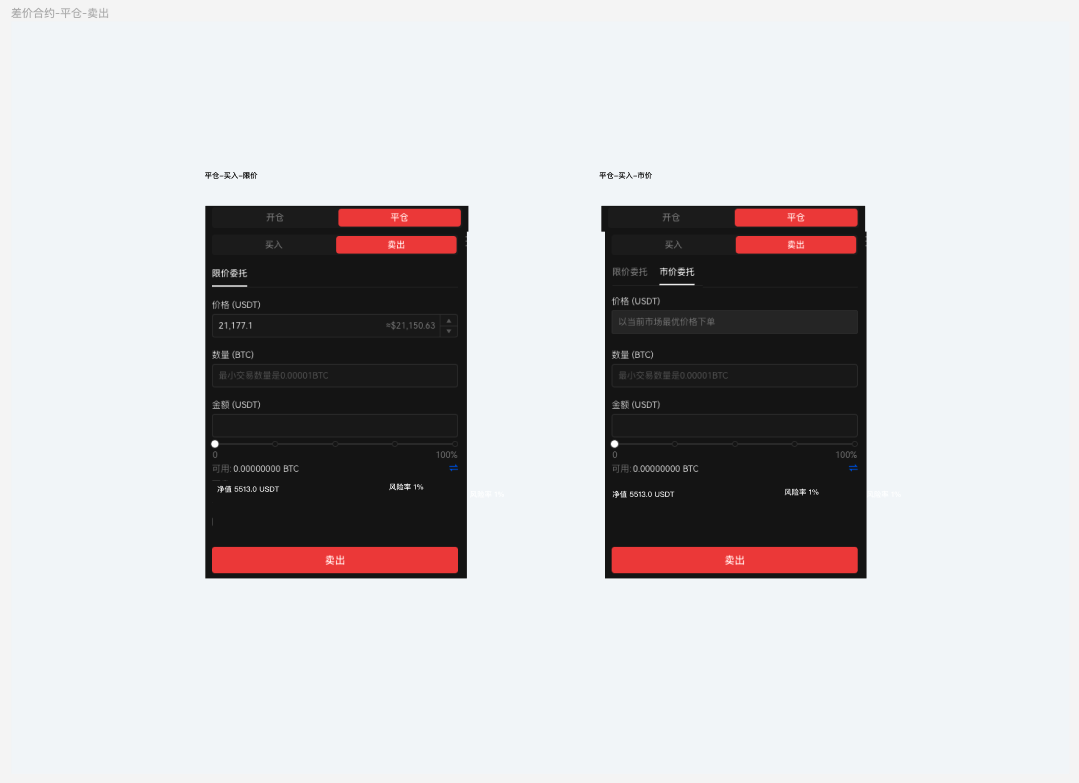 差价合约-平仓-卖出
平仓-买入-限价
开仓 平仓
买入 卖出
限价委托
价格 (USDT)
21,177.1 ≈$21,150.63
数量 (BTC)
最小交易数量是0.00001BTC
金额 (USDT)
0 100%
可用: 0.00000000 BTC
净值 5513.0 USDT 风险率 1%
卖出
平仓-买入-市价
开仓 平仓
买入 卖出
限价委托 市价委托
价格 (USDT)
以当前市场最优价格下单
数量 (BTC)
最小交易数量是0.00001BTC
金额 (USDT)
0 100%
可用: 0.00000000 BTC
净值 5513.0 USDT 风险率 1%
卖出